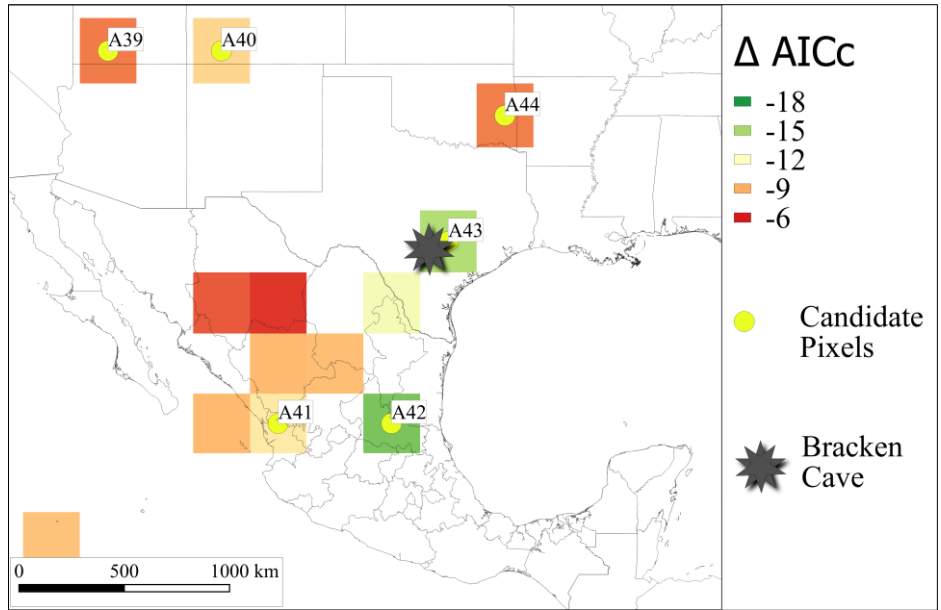 A39
A40
A44
A43
A41
A42
0 500 1000 km
Δ AICc
-18
-15
-12
-9
-6
Candidate
Pixels
Bracken
Cave